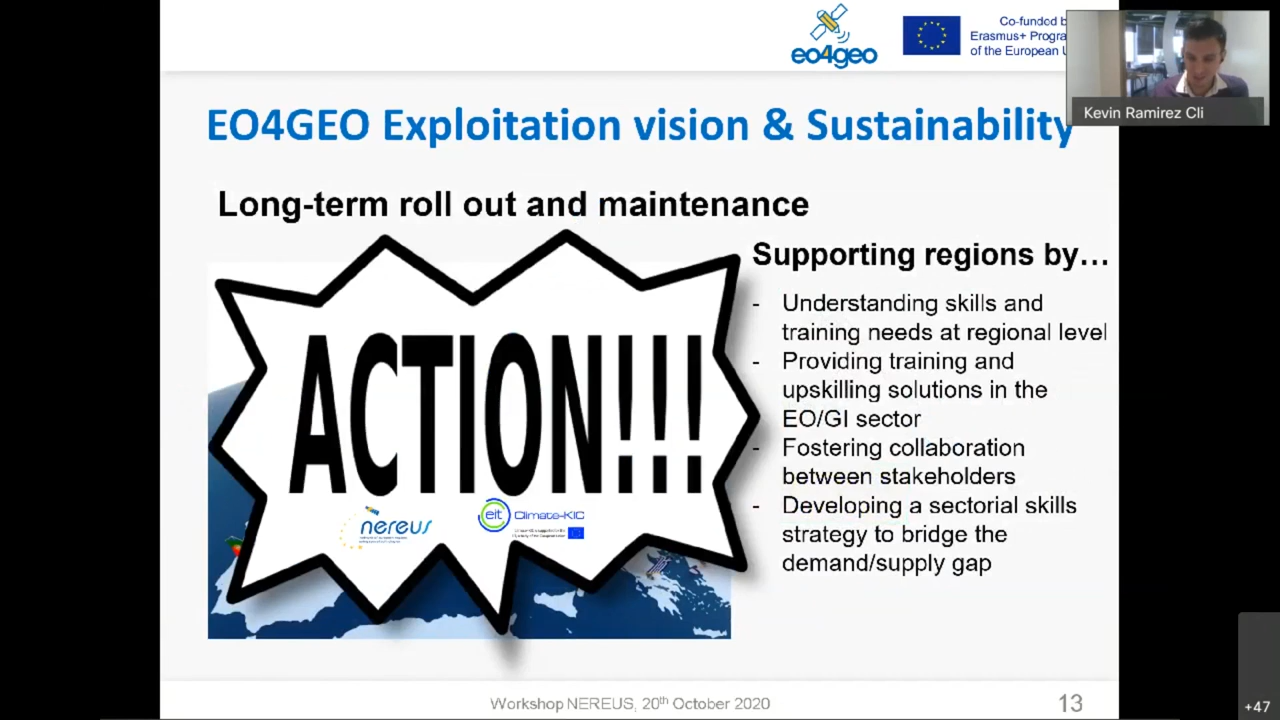 eo4geo
Co-funded b
Erasmus+ Progra
of the European U
Kevin Ramirez Cli
EO4GEO Exploitation vision & Sustainability
Long-term roll out and maintenance
Supporting regions by…
- Understanding skills and
training needs at regional level
- Providing training and
upskilling solutions in the
EO/GI sector
- Fostering collaboration
between stakeholders
- Developing a sectorial skills
strategy to bridge the
demand/supply gap
ACTION!!!
nereus
eit Climate-KIC
Workshop NEREUS, 20th October 2020
13
+47